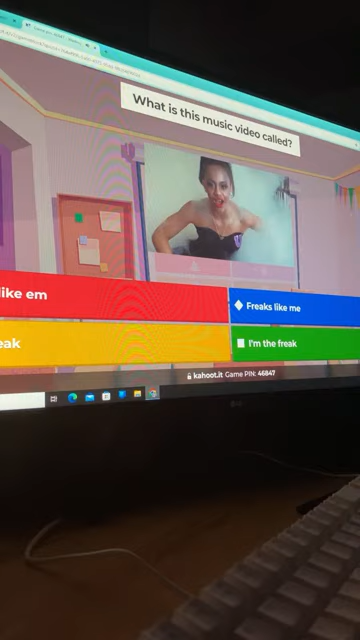 What is this music video called?
like em
Freaks like me
eak
I'm the freak
kahoot.it Game PIN: 46847
LG